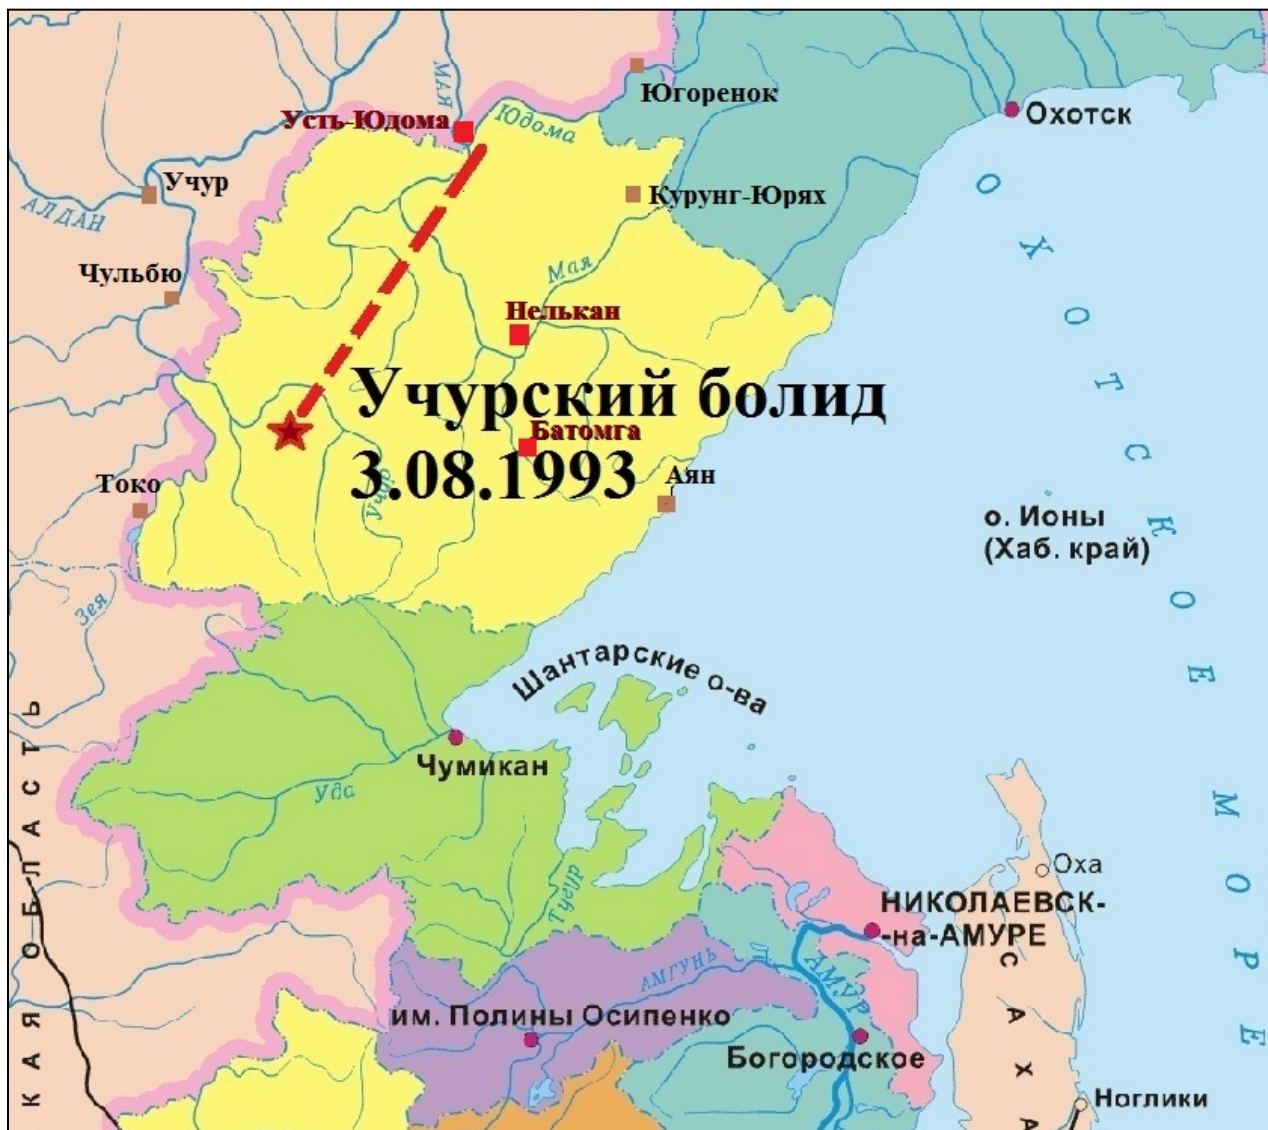 МАЯ
Югоренок
Усть-Юдома
Юдома
Охотск
Учур
АЛДАН
Курунг-Юрях
Чульбю
Мая
Нелькан
Учурский болид
3.08.1993
Батомга
Учур
Токо
Аян
о. Ионы
(Хаб. край)
ОХОТСКОЕ МОРЕ
Зея
Шантарские о-ва
Чумикан
Уда
Тугур
КАЯ ОБЛАСТЬ
Оха
НИКОЛАЕВСК-
-на-АМУРЕ
АМГУНЬ
АМУР
САХА
им. Полины Осипенко
Богородское
Ноглики